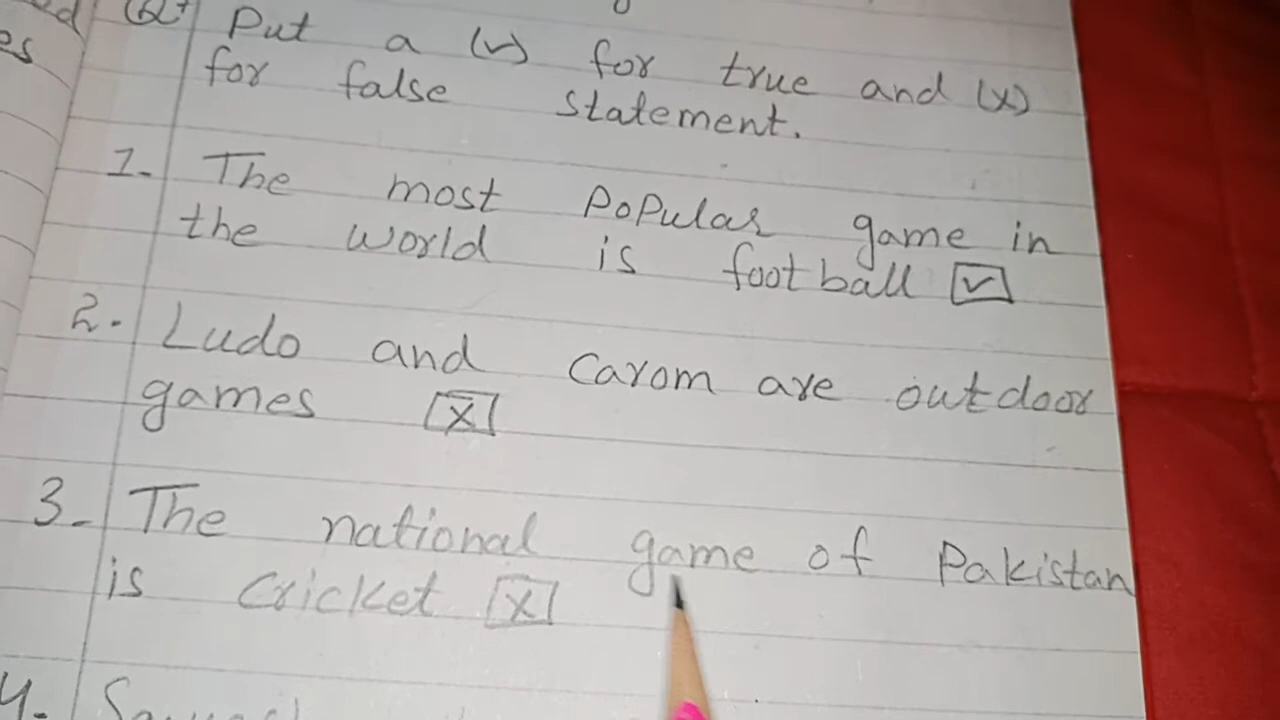 Put a (✓) for true and (x)
for false statement.
1. The most Popular game in
the world is football ✓
2. Ludo and Carom are outdoor
games x
3. The national game of Pakistan
is Cricket x
4.